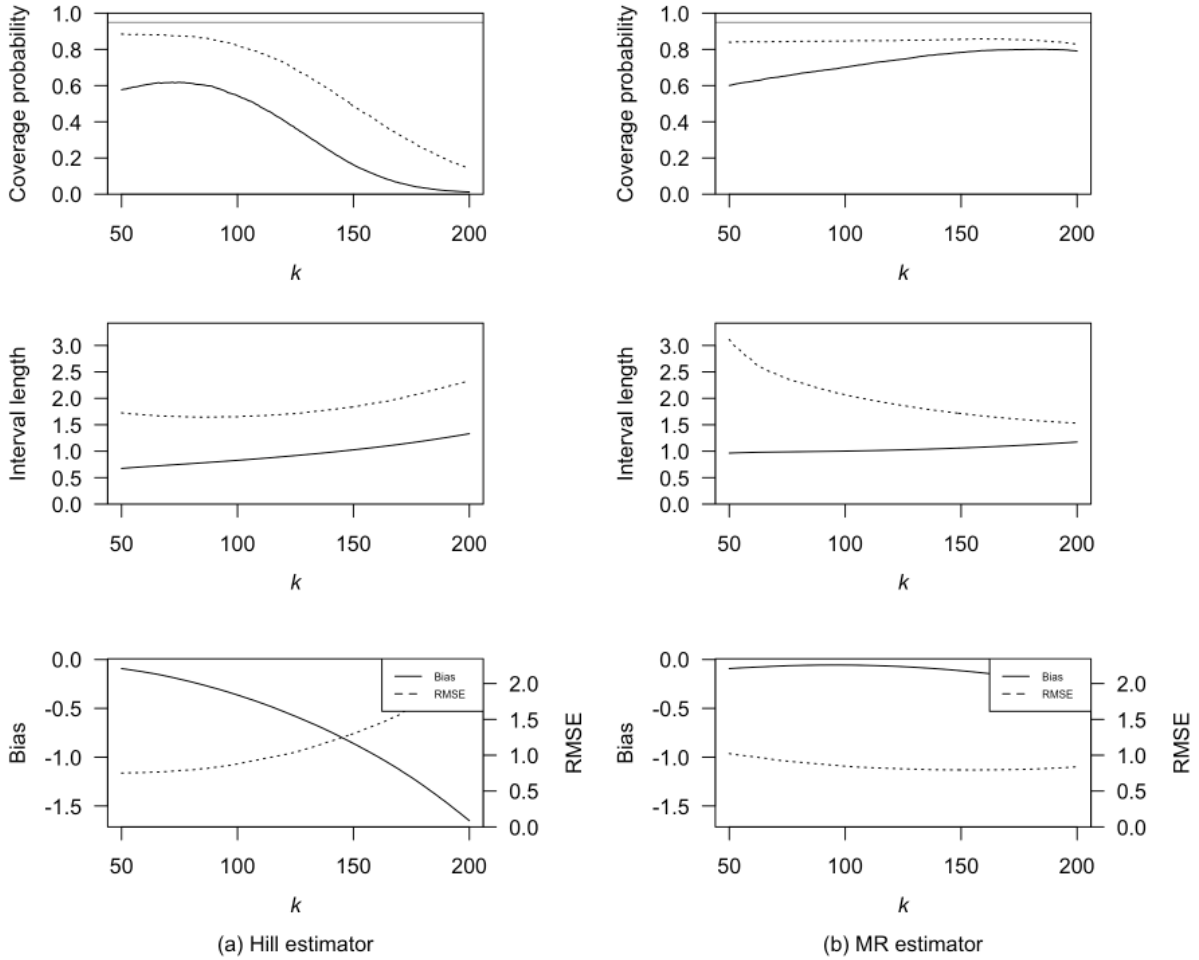 Coverage probability
1.0
0.8
0.6
0.4
0.2
0.0
50 100 150 200
k
Coverage probability
1.0
0.8
0.6
0.4
0.2
0.0
50 100 150 200
k
Interval length
3.0
2.5
2.0
1.5
1.0
0.5
0.0
50 100 150 200
k
Interval length
3.0
2.5
2.0
1.5
1.0
0.5
0.0
50 100 150 200
k
Bias
0.0
-0.5
-1.0
-1.5
Bias
RMSE
2.0
1.5
1.0
0.5
0.0
RMSE
50 100 150 200
k
(a) Hill estimator
Bias
0.0
-0.5
-1.0
-1.5
Bias
RMSE
2.0
1.5
1.0
0.5
0.0
RMSE
50 100 150 200
k
(b) MR estimator